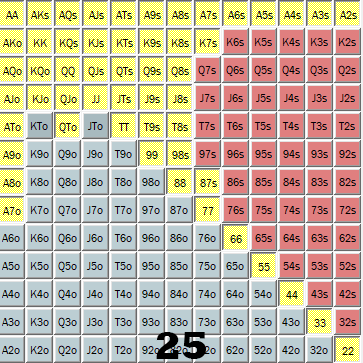 AA AKs AQs AJs ATs A9s A8s A7s A6s A5s A4s A3s A2s
AKo KK KQs KJs KTs K9s K8s K7s K6s K5s K4s K3s K2s
AQo KQo QQ QJs QTs Q9s Q8s Q7s Q6s Q5s Q4s Q3s Q2s
AJo KJo QJo JJ JTs J9s J8s J7s J6s J5s J4s J3s J2s
ATo KTo QTo JTo TT T9s T8s T7s T6s T5s T4s T3s T2s
A9o K9o Q9o J9o T9o 99 98s 97s 96s 95s 94s 93s 92s
A8o K8o Q8o J8o T8o 98o 88 87s 86s 85s 84s 83s 82s
A7o K7o Q7o J7o T7o 97o 87o 77 76s 75s 74s 73s 72s
A6o K6o Q6o J6o T6o 96o 86o 76o 66 65s 64s 63s 62s
A5o K5o Q5o J5o T5o 95o 85o 75o 65o 55 54s 53s 52s
A4o K4o Q4o J4o T4o 94o 84o 74o 64o 54o 44 43s 42s
A3o K3o Q3o J3o T3o 93o 83o 73o 63o 53o 43o 33 32s
A2o K2o Q2o J2o T2o 92o 82o 72o 62o 52o 42o 32o 22
25